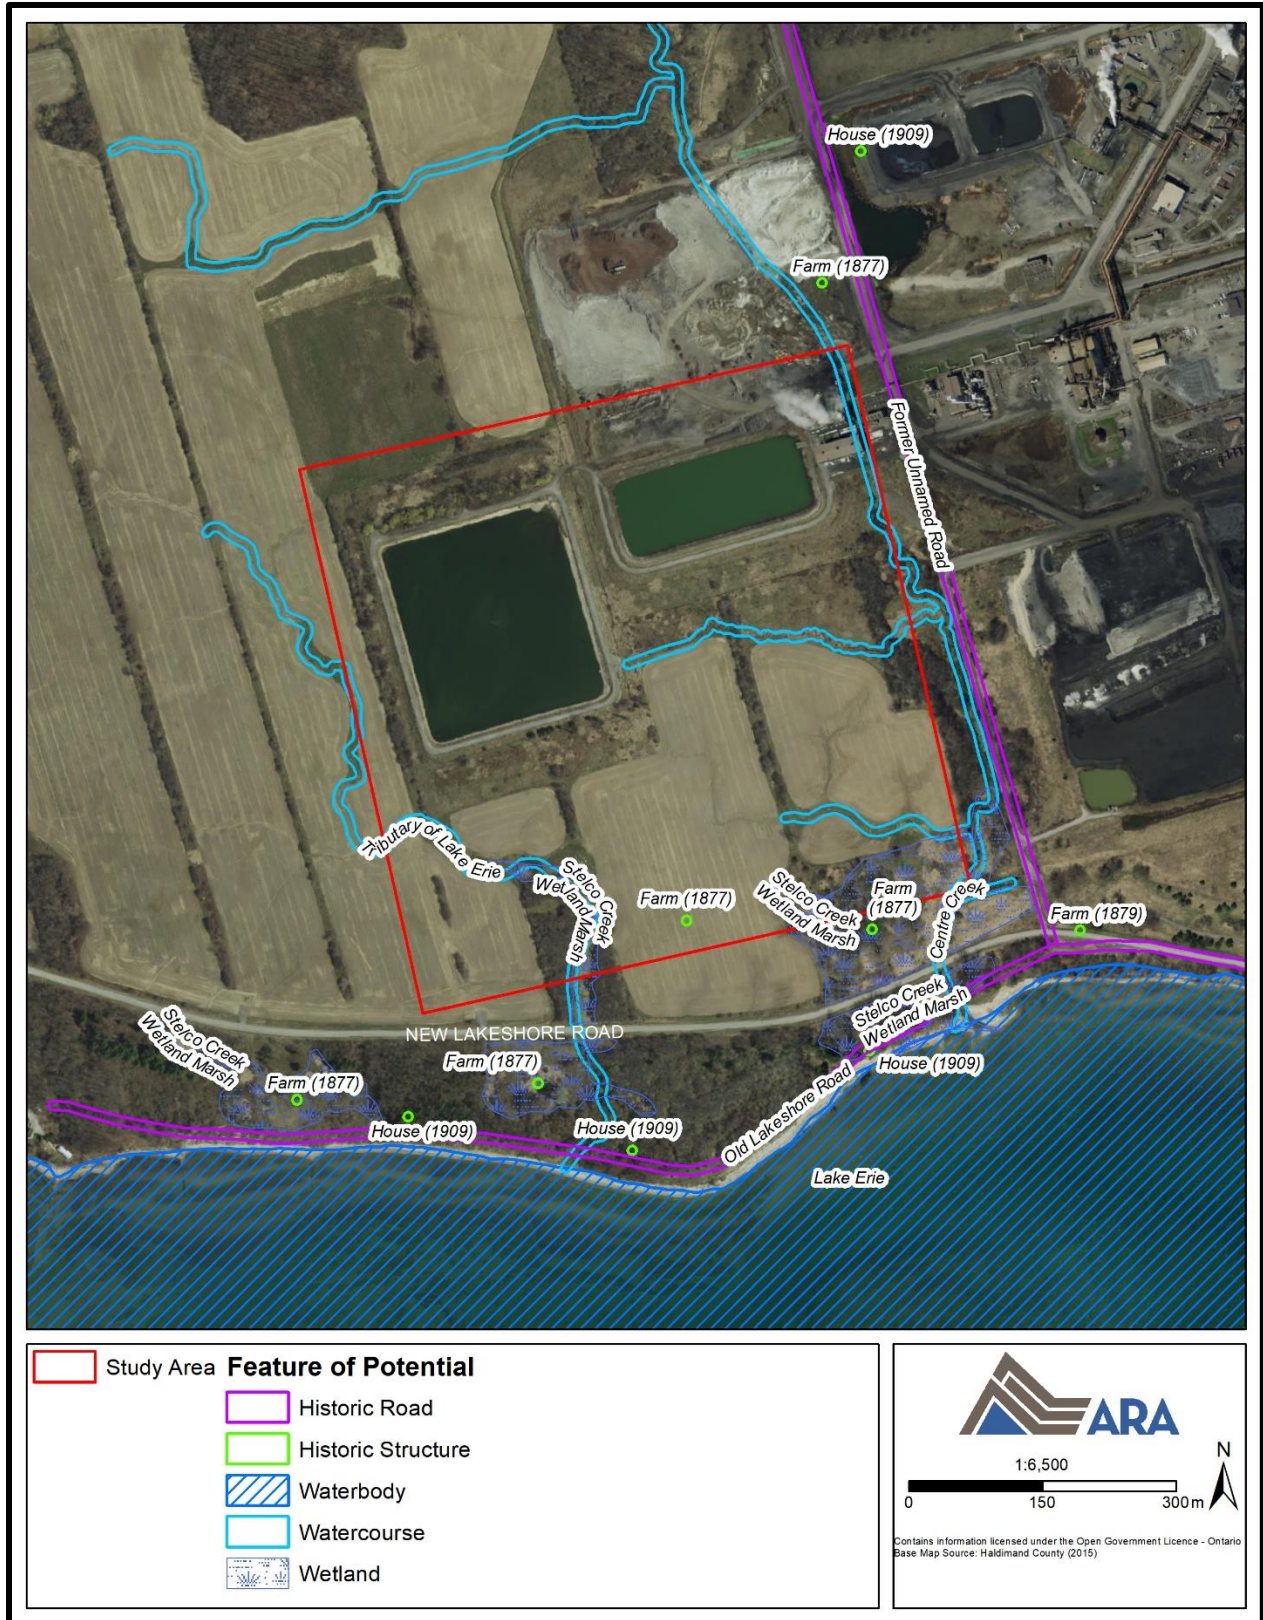 House (1909)
Farm (1877)
Former Unnamed Road
Tributary of Lake Erie
Stelco Creek
Wetland Marsh
Farm (1877)
Stelco Creek
Wetland Marsh
Farm
(1877)
Centre Creek
Farm (1879)
Stelco Creek
Wetland Marsh
NEW LAKESHORE ROAD
Stelco Creek
Wetland Marsh
Farm (1877)
Farm (1877)
House (1909)
House (1909)
House (1909)
Old Lakeshore Road
Lake Erie
Study Area
Feature of Potential
Historic Road
Historic Structure
Waterbody
Watercourse
Wetland
ARA
1:6,500
N
0 150 300 m
Contains information licensed under the Open Government Licence - Ontario
Base Map Source: Haldimand County (2015)